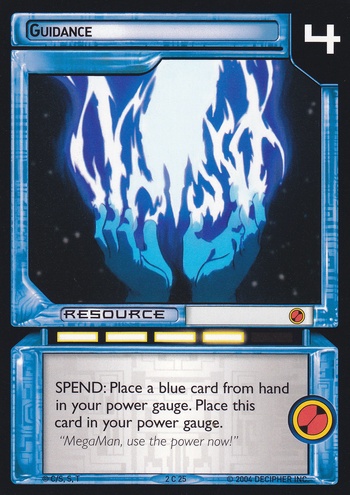 GUIDANCE
4
RESOURCE
SPEND: Place a blue card from hand
in your power gauge. Place this
card in your power gauge.
“MegaMan, use the power now!”
© C/S, S, T
2 C 25
© 2004 DECIPHER INC.